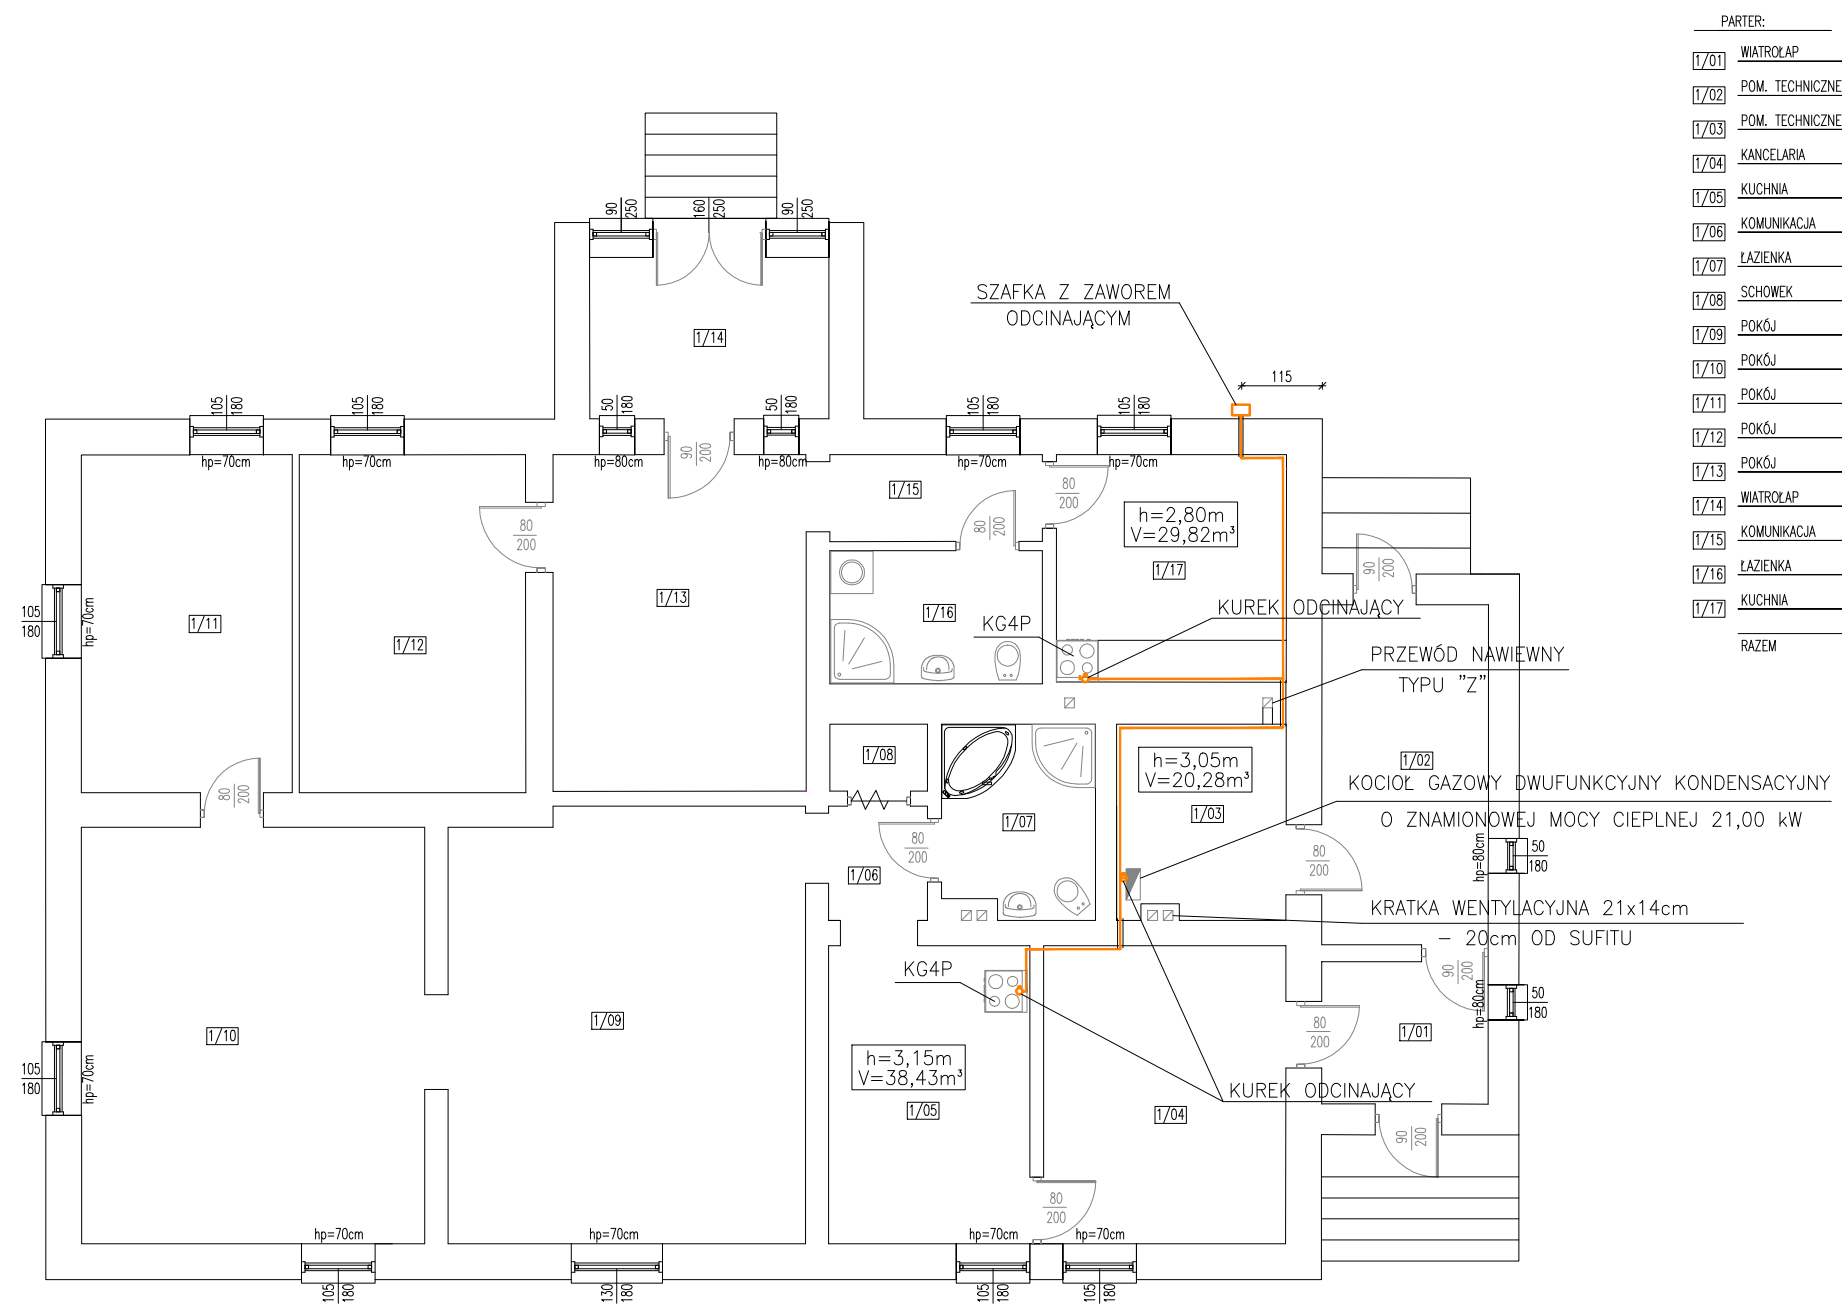 PARTER:
1/01 WIATROŁAP
1/02 POM. TECHNICZNE
1/03 POM. TECHNICZNE
1/04 KANCELARIA
1/05 KUCHNIA
1/06 KOMUNIKACJA
1/07 ŁAZIENKA
1/08 SCHOWEK
1/09 POKÓJ
1/10 POKÓJ
1/11 POKÓJ
1/12 POKÓJ
1/13 POKÓJ
1/14 WIATROŁAP
1/15 KOMUNIKACJA
1/16 ŁAZIENKA
1/17 KUCHNIA
RAZEM
90
250
160
250
90
250
SZAFKA Z ZAWOREM
ODCINAJĄCYM
1/14
115
105
180
105
180
50
180
50
180
105
180
105
180
hp=70cm
hp=70cm
hp=80cm
hp=80cm
hp=70cm
hp=70cm
90
200
1/15
80
200
80
200
80
200
h=2,80m
V=29,82m³
1/17
90
200
105
180
hp=70cm
1/11
1/12
1/13
1/16
KG4P
KUREK ODCINAJĄCY
PRZEWÓD NAWIEWNY
TYPU "Z"
1/08
h=3,05m
V=20,28m³
1/02
KOCIOŁ GAZOWY DWUFUNKCYJNY KONDENSACYJNY
O ZNAMIONOWEJ MOCY CIEPLNEJ 21,00 kW
80
200
1/07
1/03
80
200
80
200
1/06
hp=80cm
50
180
KRATKA WENTYLACYJNA 21x14cm
– 20cm OD SUFITU
KG4P
90
200
1/10
1/09
80
200
1/01
hp=80cm
50
180
105
180
hp=70cm
h=3,15m
V=38,43m³
1/05
KUREK ODCINAJĄCY
1/04
90
200
80
200
hp=70cm
hp=70cm
hp=70cm
hp=70cm
105
180
130
180
105
180
105
180